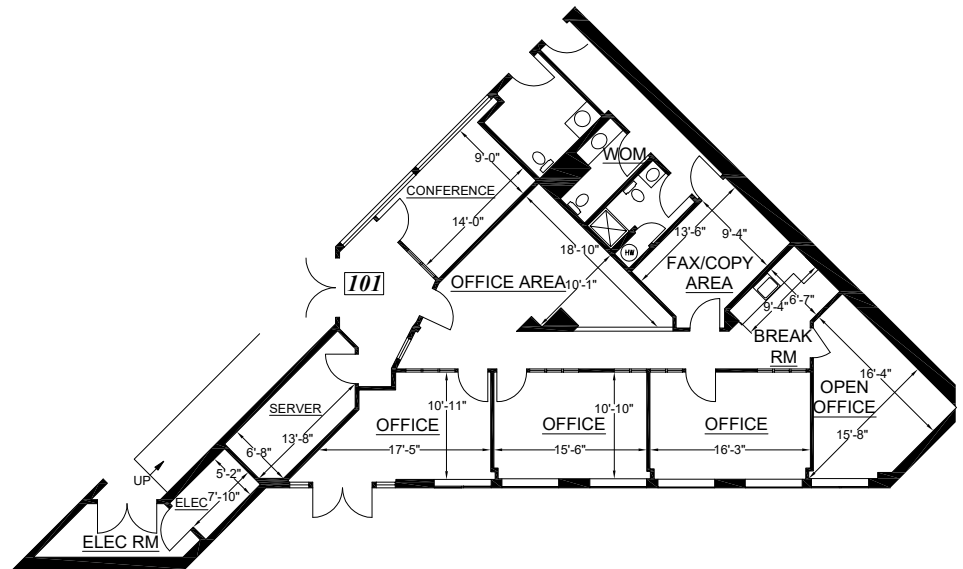 WOM
9'-0"
CONFERENCE
14'-0"
13'-6"
9'-4"
18'-10"
HW
FAX/COPY
AREA
101
OFFICE AREA
10'-1"
9'-4"
6'-7"
BREAK
RM
16'-4"
OPEN
OFFICE
15'-8"
SERVER
13'-8"
6'-8"
10'-11"
OFFICE
17'-5"
10'-10"
OFFICE
15'-6"
OFFICE
16'-3"
UP
5'-2"
ELEC
7'-10"
ELEC RM